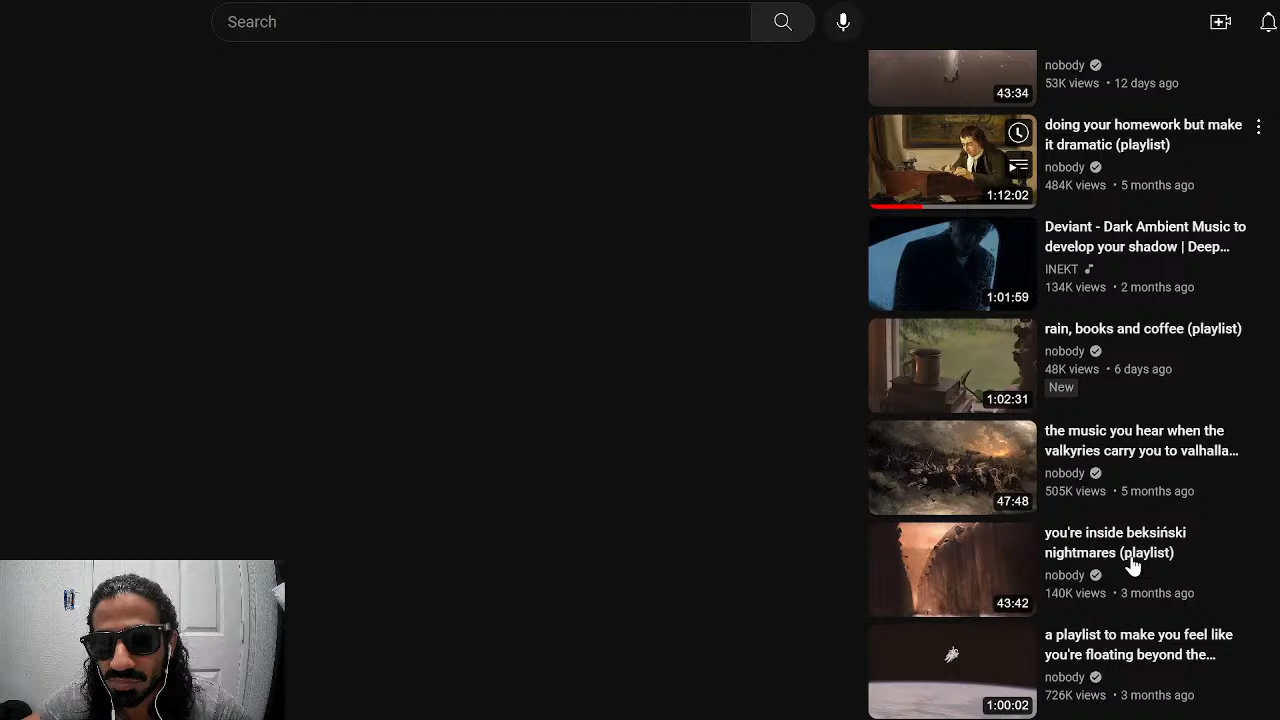 Search
nobody
53K views • 12 days ago
43:34
doing your homework but make
it dramatic (playlist)
nobody
484K views • 5 months ago
1:12:02
Deviant - Dark Ambient Music to
develop your shadow | Deep...
INEKT
134K views • 2 months ago
1:01:59
rain, books and coffee (playlist)
nobody
48K views • 6 days ago
New
1:02:31
the music you hear when the
valkyries carry you to valhalla...
nobody
505K views • 5 months ago
47:48
you're inside beksiński
nightmares (playlist)
nobody
140K views • 3 months ago
43:42
a playlist to make you feel like
you're floating beyond the...
nobody
726K views • 3 months ago
1:00:02